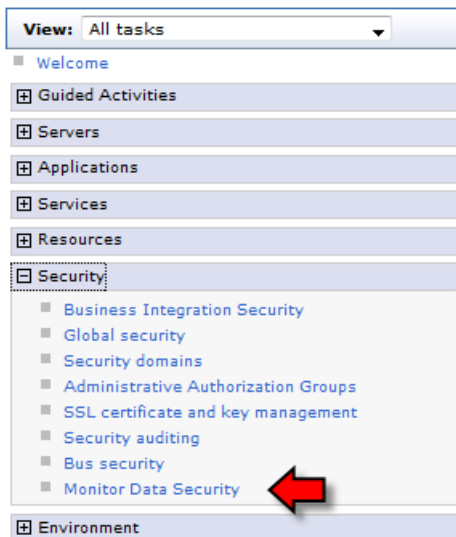 View: All tasks
Welcome
Guided Activities
Servers
Applications
Services
Resources
Security
Business Integration Security
Global security
Security domains
Administrative Authorization Groups
SSL certificate and key management
Security auditing
Bus security
Monitor Data Security
Environment